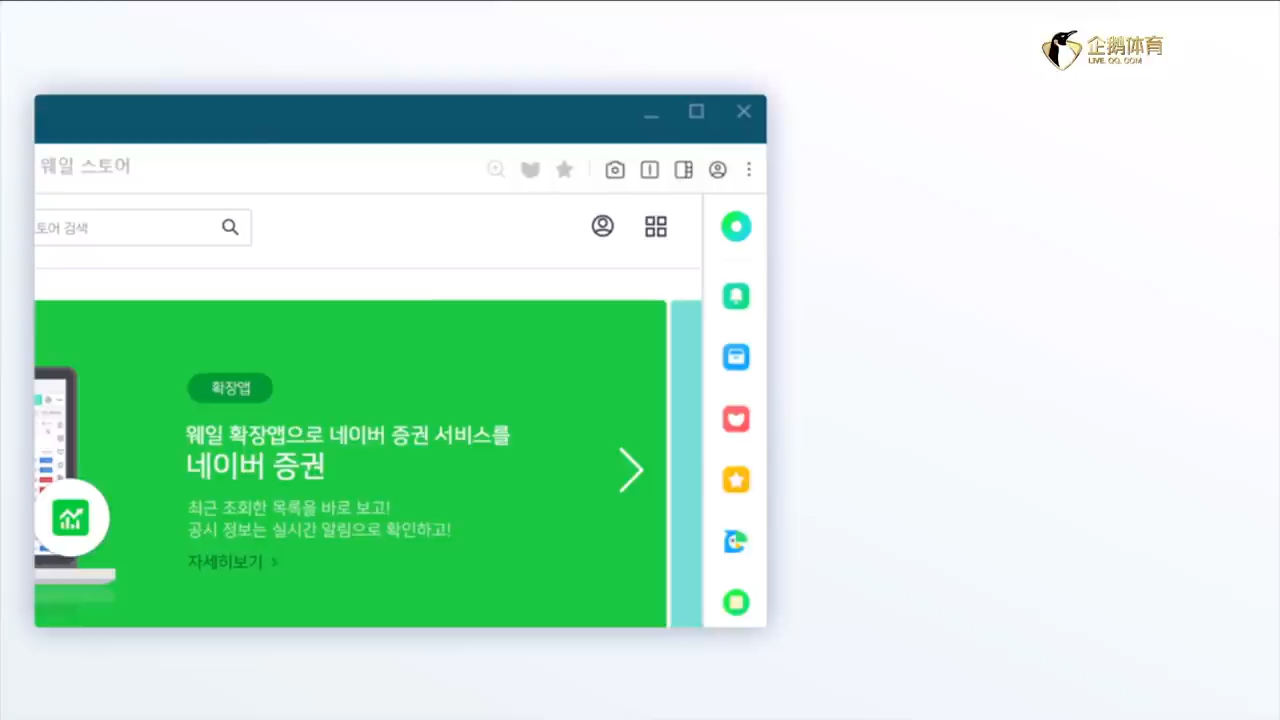 企鹅体育
LIVE.QQ.COM
웨일 스토어
토어 검색
확장앱
웨일 확장앱으로 네이버 증권 서비스를
네이버 증권
최근 조회한 목록을 바로 보고!
공시 정보는 실시간 알림으로 확인하고!
자세히보기 >